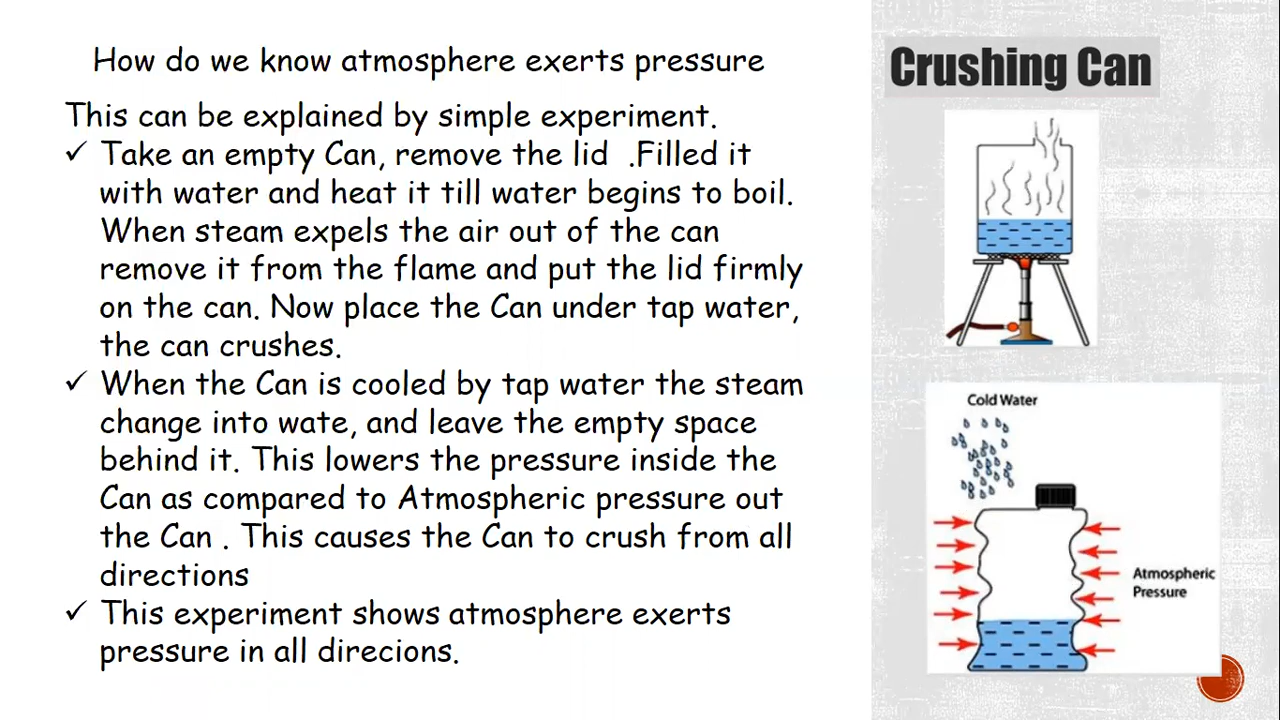 How do we know atmosphere exerts pressure
This can be explained by simple experiment.
✓ Take an empty Can, remove the lid .Filled it
with water and heat it till water begins to boil.
When steam expels the air out of the can
remove it from the flame and put the lid firmly
on the can. Now place the Can under tap water,
the can crushes.
✓ When the Can is cooled by tap water the steam
change into wate, and leave the empty space
behind it. This lowers the pressure inside the
Can as compared to Atmospheric pressure out
the Can . This causes the Can to crush from all
directions
✓ This experiment shows atmosphere exerts
pressure in all direcions.
Crushing Can
Cold Water
Atmospheric
Pressure